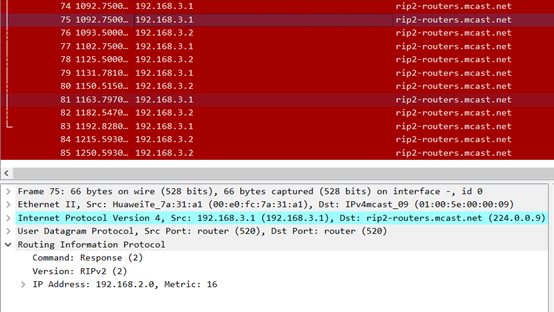 74 1092.7500… 192.168.3.1 rip2-routers.mcast.net
75 1092.7500… 192.168.3.1 rip2-routers.mcast.net
76 1093.5000… 192.168.3.2 rip2-routers.mcast.net
77 1102.7500… 192.168.3.1 rip2-routers.mcast.net
78 1125.5000… 192.168.3.2 rip2-routers.mcast.net
79 1131.7810… 192.168.3.1 rip2-routers.mcast.net
80 1150.5150… 192.168.3.2 rip2-routers.mcast.net
81 1163.7970… 192.168.3.1 rip2-routers.mcast.net
82 1182.5470… 192.168.3.2 rip2-routers.mcast.net
83 1192.8280… 192.168.3.1 rip2-routers.mcast.net
84 1215.5930… 192.168.3.2 rip2-routers.mcast.net
85 1250.5930… 192.168.3.2 rip2-routers.mcast.net
Frame 75: 66 bytes on wire (528 bits), 66 bytes captured (528 bits) on interface -, id 0
Ethernet II, Src: HuaweiTe_7a:31:a1 (00:e0:fc:7a:31:a1), Dst: IPv4mcast_09 (01:00:5e:00:00:09)
Internet Protocol Version 4, Src: 192.168.3.1 (192.168.3.1), Dst: rip2-routers.mcast.net (224.0.0.9)
User Datagram Protocol, Src Port: router (520), Dst Port: router (520)
Routing Information Protocol
Command: Response (2)
Version: RIPv2 (2)
IP Address: 192.168.2.0, Metric: 16